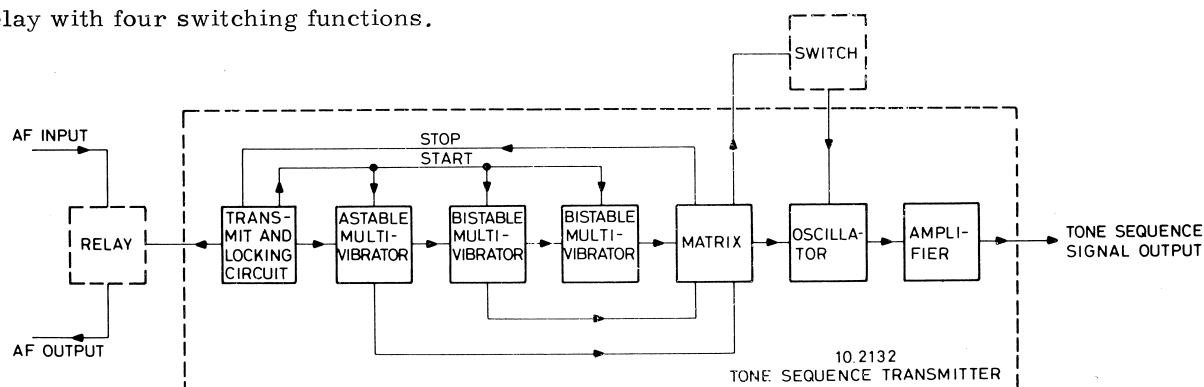 elay with four switching functions.
SWITCH
AF INPUT
STOP
START
RELAY
TRANS-
MIT AND
LOCKING
CIRCUIT
ASTABLE
MULTI-
VIBRATOR
BISTABLE
MULTI-
VIBRATOR
BISTABLE
MULTI-
VIBRATOR
MATRIX
OSCILLA-
TOR
AMPLI-
FIER
TONE SEQUENCE
SIGNAL OUTPUT
AF OUTPUT
10.2132
TONE SEQUENCE TRANSMITTER